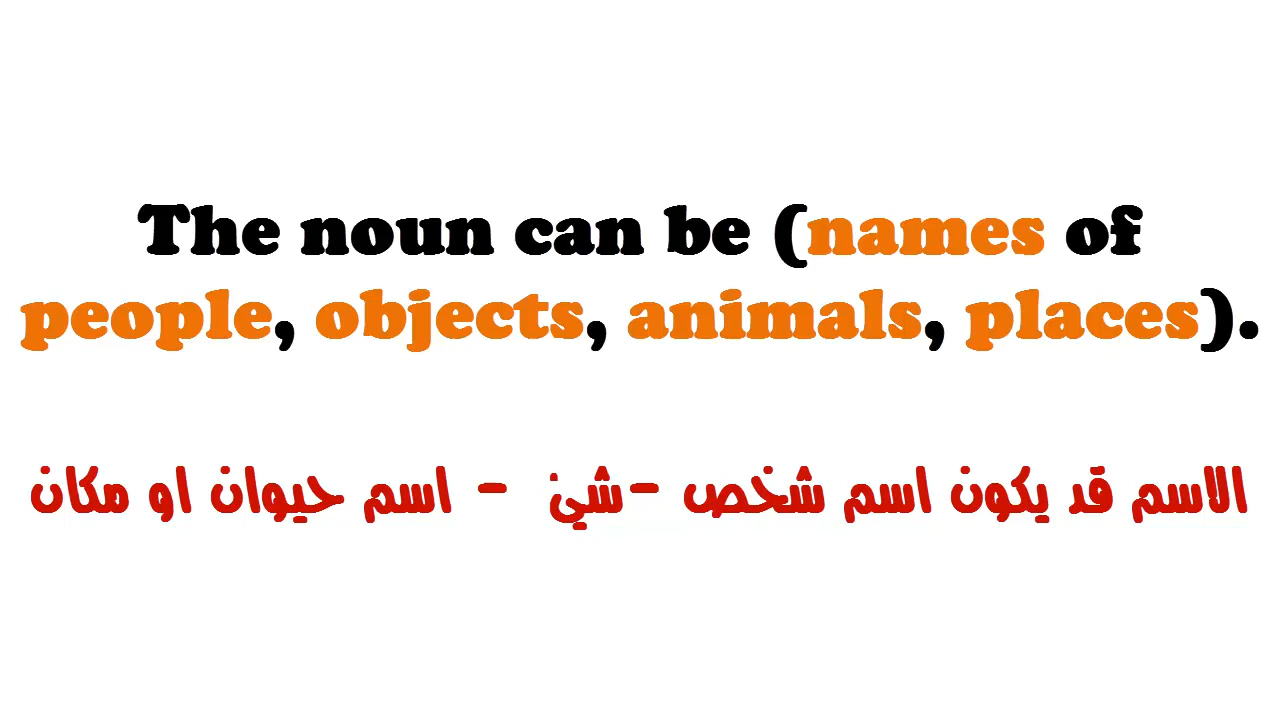 The noun can be (names of
people, objects, animals, places).
الاسم قد يكون اسم شخص -شئ - اسم حيوان او مكان